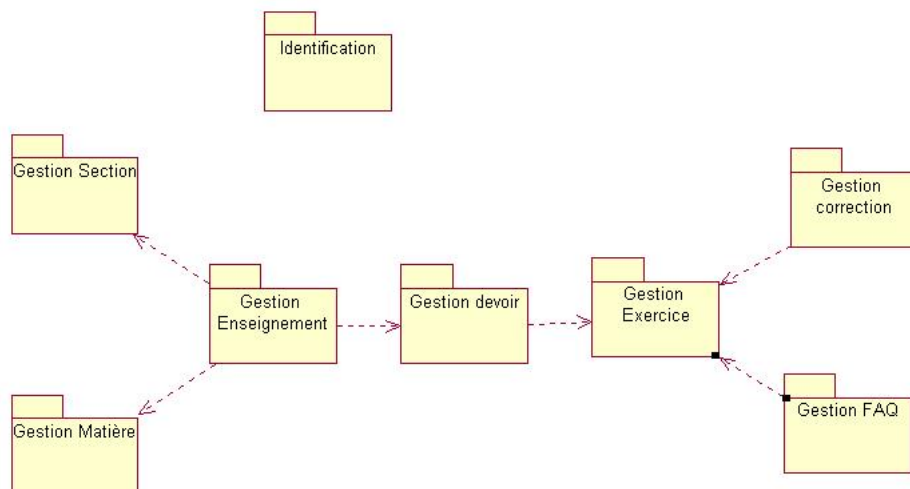 Identification
Gestion Section
Gestion
correction
Gestion
Enseignement
Gestion devoir
Gestion
Exercice
Gestion Matière
Gestion FAQ